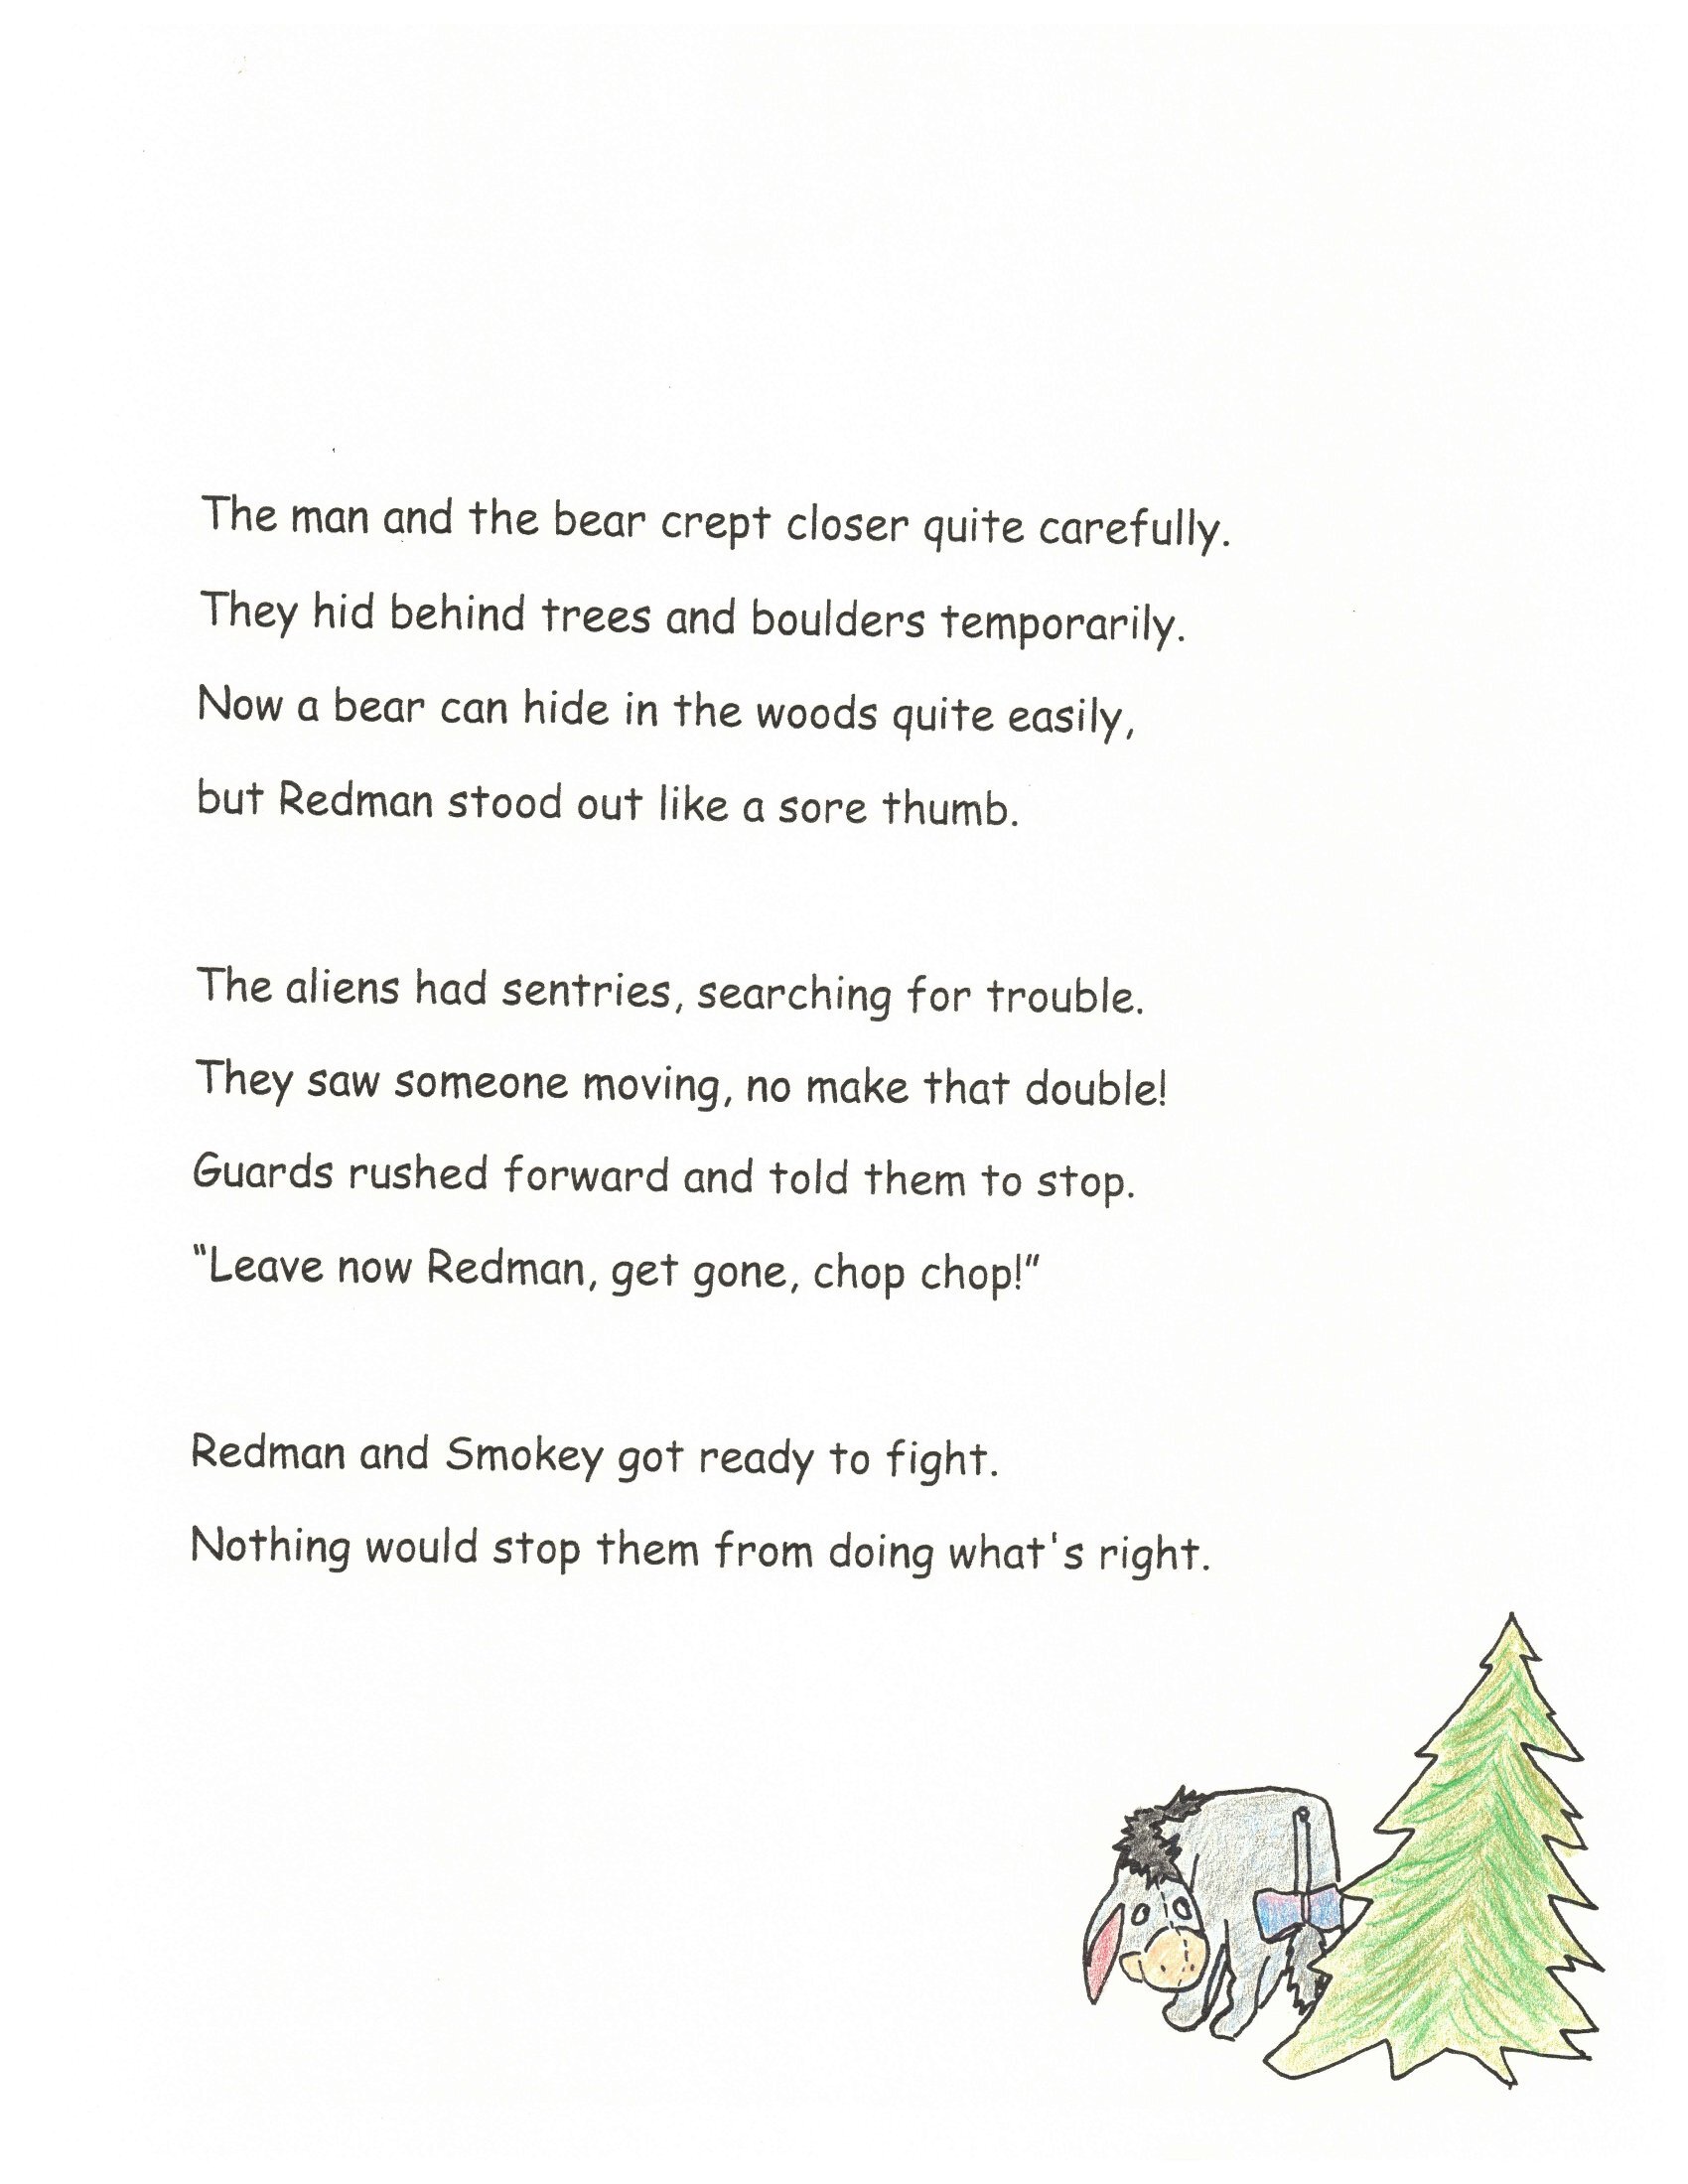 The man and the bear crept closer quite carefully.
They hid behind trees and boulders temporarily.
Now a bear can hide in the woods quite easily,
but Redman stood out like a sore thumb.
The aliens had sentries, searching for trouble.
They saw someone moving, no make that double!
Guards rushed forward and told them to stop.
“Leave now Redman, get gone, chop chop!”
Redman and Smokey got ready to fight.
Nothing would stop them from doing what's right.